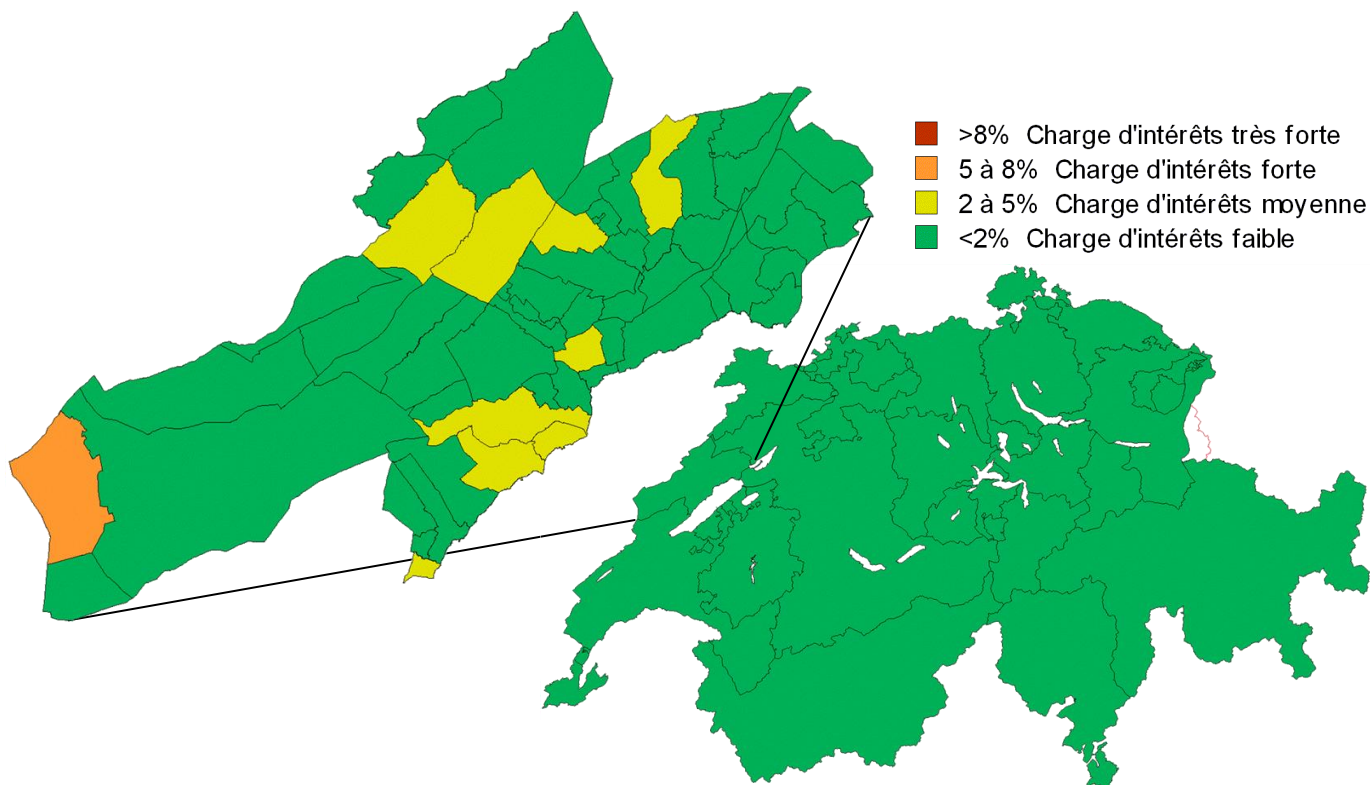 >8% Charge d'intérêts très forte
5 à 8% Charge d'intérêts forte
2 à 5% Charge d'intérêts moyenne
<2% Charge d'intérêts faible